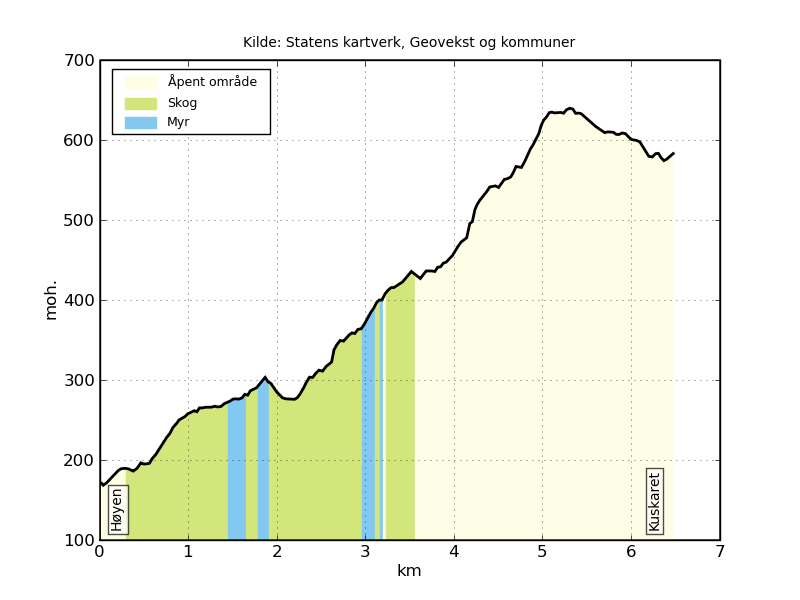 Kilde: Statens kartverk, Geovekst og kommuner
700
600
500
400
300
200
100
moh.
Åpent område
Skog
Myr
Høyen
Kuskaret
0 1 2 3 4 5 6 7
km